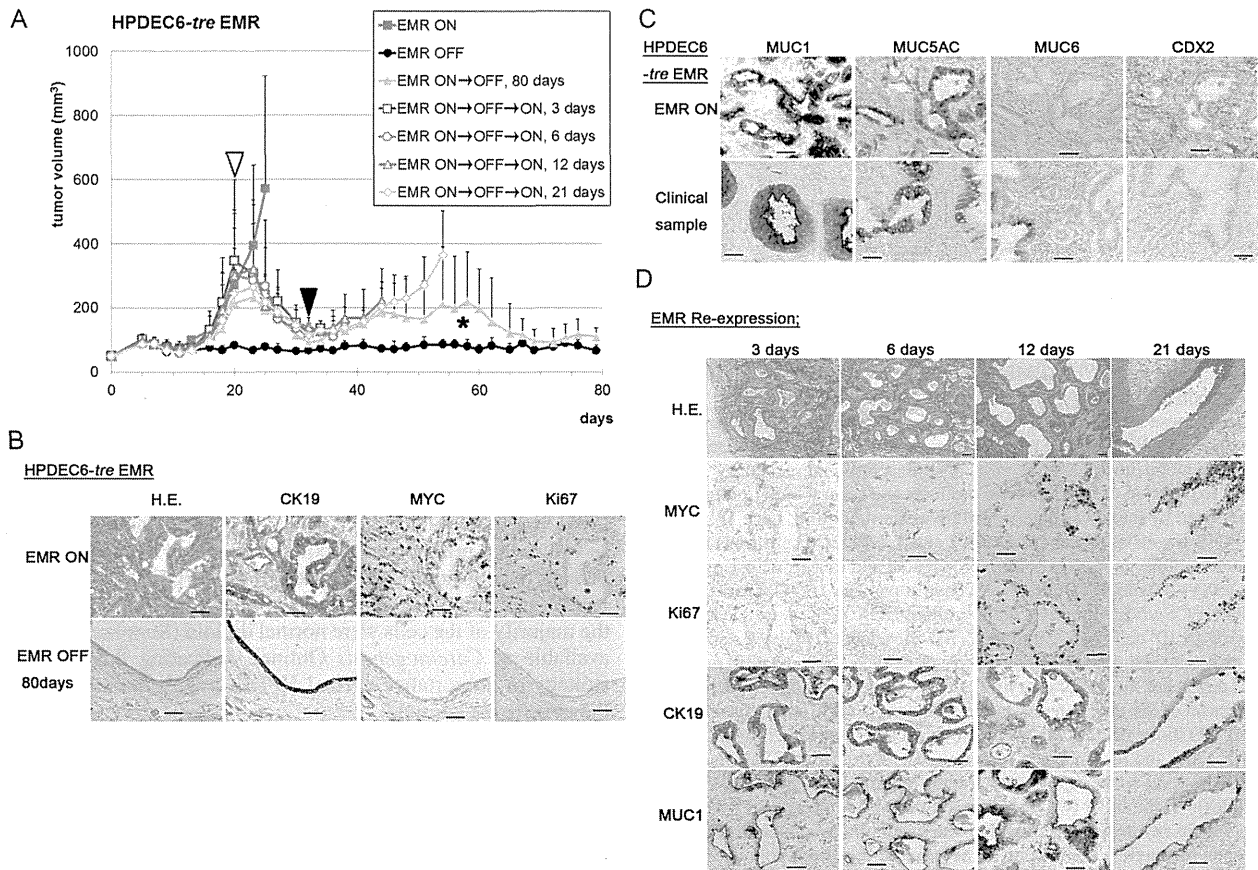 A
HPDEC6-tre EMR
tumor volume (mm³)
1000
800
600
400
200
0
0
20
40
60
80
days
EMR ON
EMR OFF
EMR ON→OFF, 80 days
EMR ON→OFF→ON, 3 days
EMR ON→OFF→ON, 6 days
EMR ON→OFF→ON, 12 days
EMR ON→OFF→ON, 21 days
*
B
HPDEC6-tre EMR
H.E.
CK19
MYC
Ki67
EMR ON
EMR OFF
80days
C
HPDEC6
-tre EMR
MUC1
MUC5AC
MUC6
CDX2
EMR ON
Clinical
sample
D
EMR Re-expression;
3 days
6 days
12 days
21 days
H.E.
MYC
Ki67
CK19
MUC1